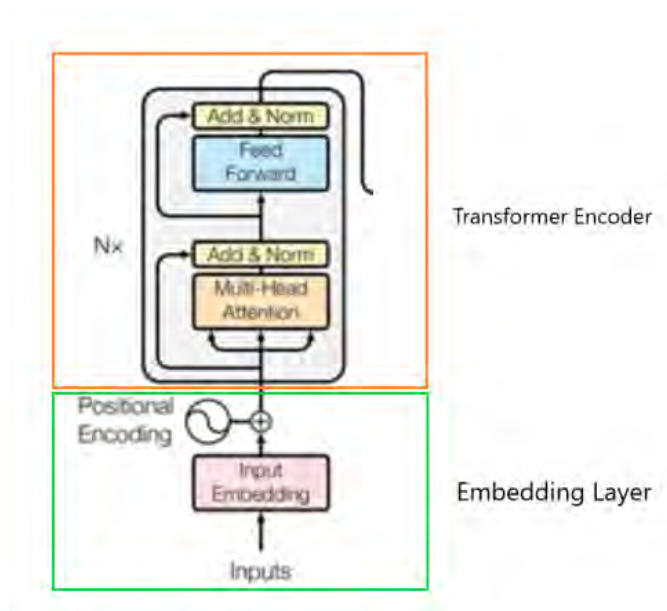 Add & Norm
Feed
Forward
Transformer Encoder
Nx
Add & Norm
Multi-Head
Attention
Positional
Encoding
Input
Embedding
Embedding Layer
Inputs